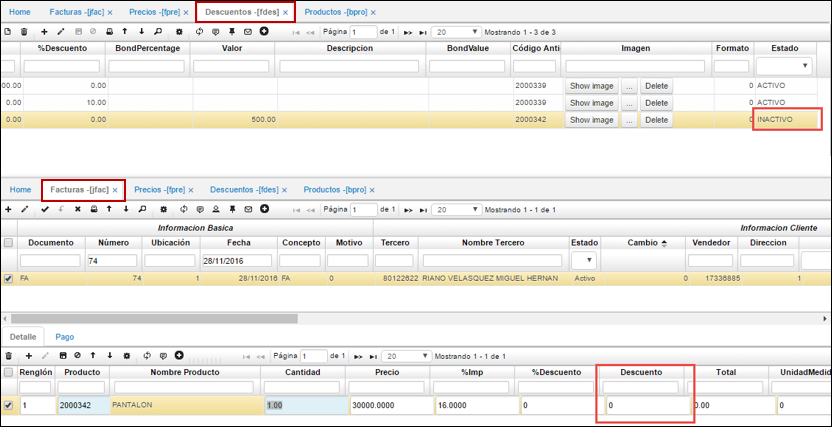 Home Facturas -[jfac] × Precios -[fpre] × Descuentos -[fdes] × Productos -[bpro] ×
Página 1 de 1 20 Mostrando 1 - 3 de 3
%Descuento BondPercentage Valor Descripcion BondValue Código Anti Imagen Formato Estado
00.00 0.00 2000339 Show image ... Delete 0 ACTIVO
0.00 10.00 2000339 Show image ... Delete 0 ACTIVO
0.00 0.00 500.00 2000342 Show image ... Delete 0 INACTIVO
Home Facturas -[jfac] × Precios -[fpre] × Descuentos -[fdes] × Productos -[bpro] ×
Página 1 de 1 20 Mostrando 1 - 1 de 1
Informacion Basica Informacion Cliente
Documento Número Ubicación Fecha Concepto Motivo Tercero Nombre Tercero Estado Cambio Vendedor Direccion
74 28/11/2016
FA 74 1 28/11/2016 FA 0 80122622 RIANO VELASQUEZ MIGUEL HERNAN Activo 0 17336885 1
Detalle Pago
Página 1 de 1 20 Mostrando 1 - 1 de 1
Renglón Producto Nombre Producto Cantidad Precio %Imp %Descuento Descuento Total UnidadMedid
1 2000342 PANTALON 1.00 30000.0000 16.0000 0 0 0.00 0